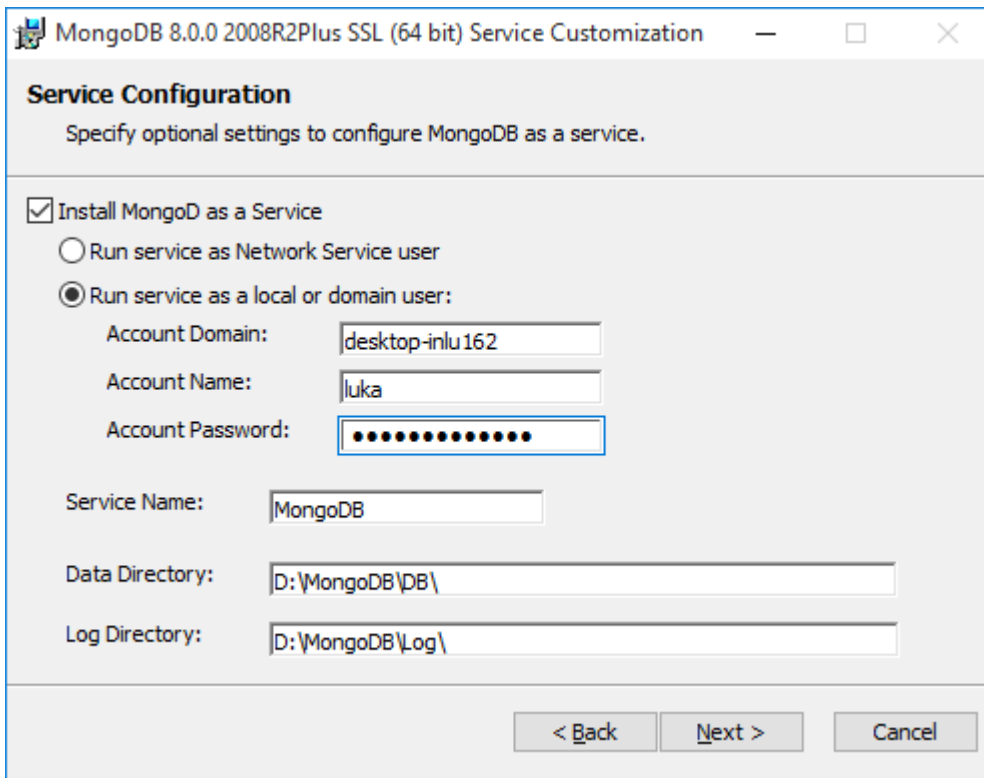 MongoDB 8.0.0 2008R2Plus SSL (64 bit) Service Customization
Service Configuration
Specify optional settings to configure MongoDB as a service.
Install MongoD as a Service
Run service as Network Service user
Run service as a local or domain user:
Account Domain: desktop-inlu162
Account Name: luka
Account Password: •••••••••••••
Service Name: MongoDB
Data Directory: D:\MongoDB\DB\
Log Directory: D:\MongoDB\Log\
< Back Next > Cancel